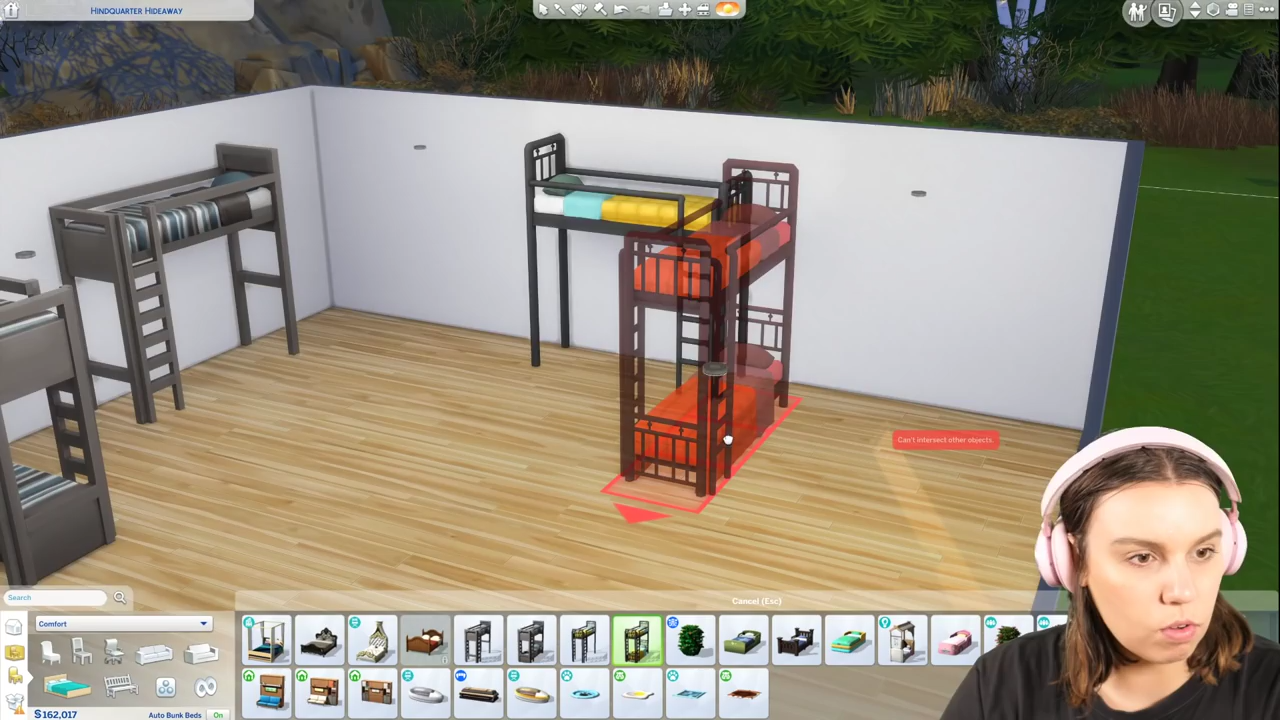 HINDQUARTER HIDEAWAY
Can't intersect other objects.
Cancel (Esc)
Search
Comfort
$162,017
Auto Bunk Beds
On